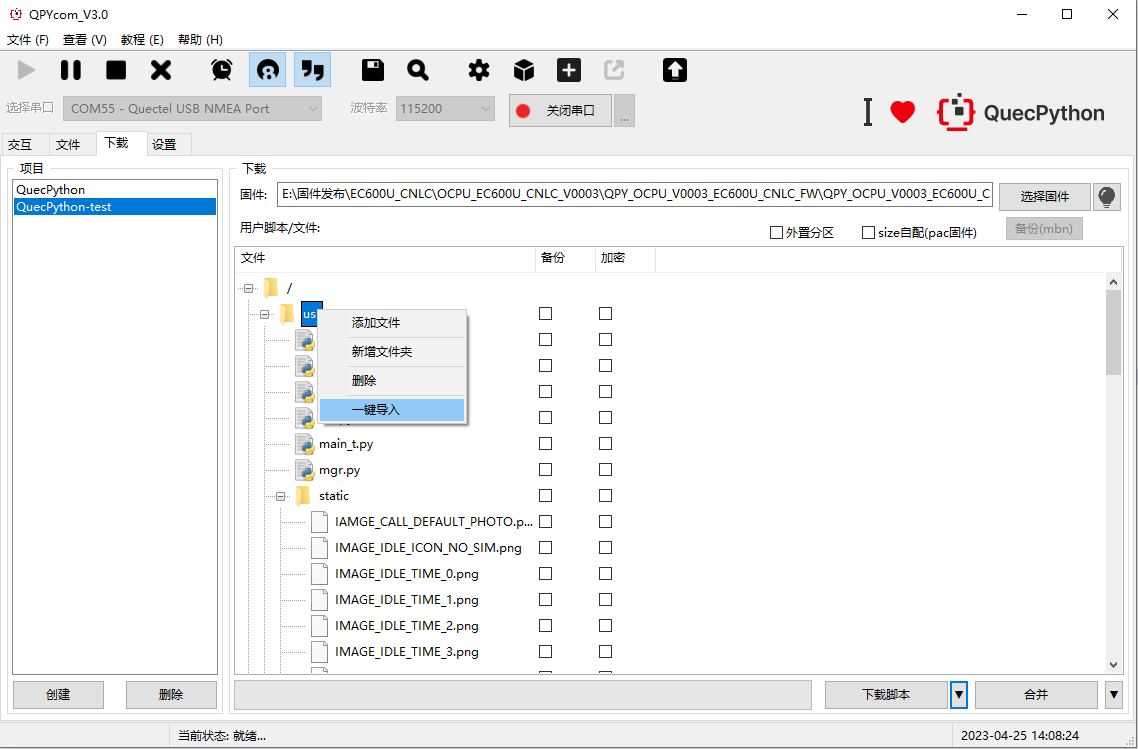 QPYcom_V3.0
文件 (F) 查看 (V) 教程 (E) 帮助 (H)
选择串口 COM55 - Quectel USB NMEA Port 波特率 115200 关闭串口 ... QuecPython
交互 文件 下载 设置
项目
QuecPython
QuecPython-test
创建 删除
下载
固件: E:\固件发布\EC600U_CNLC\OCPU_EC600U_CNLC_V0003\QPY_OCPU_V0003_EC600U_CNLC_FW\QPY_OCPU_V0003_EC600U_C 选择固件
用户脚本/文件: 外置分区 size自配(pac固件) 备份(mbn)
文件 备份 加密
/
us
添加文件
新增文件夹
删除
一键导入
main_t.py
mgr.py
static
IAMGE_CALL_DEFAULT_PHOTO.p...
IMAGE_IDLE_ICON_NO_SIM.png
IMAGE_IDLE_TIME_0.png
IMAGE_IDLE_TIME_1.png
IMAGE_IDLE_TIME_2.png
IMAGE_IDLE_TIME_3.png
下载脚本 合并
当前状态: 就绪... 2023-04-25 14:08:24